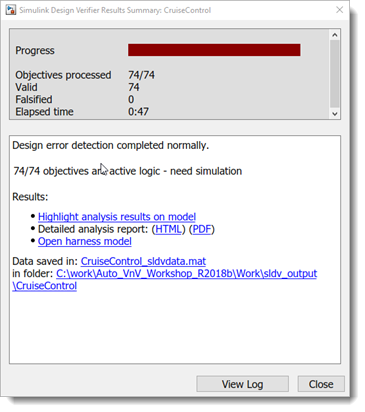 Simulink Design Verifier Results Summary: CruiseControl
Progress
Objectives processed 74/74
Valid 74
Falsified 0
Elapsed time 0:47
Design error detection completed normally.
74/74 objectives are active logic - need simulation
Results:
• Highlight analysis results on model
• Detailed analysis report: (HTML) (PDF)
• Open harness model
Data saved in: CruiseControl_sldvdata.mat
in folder: C:\work\Auto_VnV_Workshop_R2018b\Work\sldv_output
\CruiseControl
View Log Close